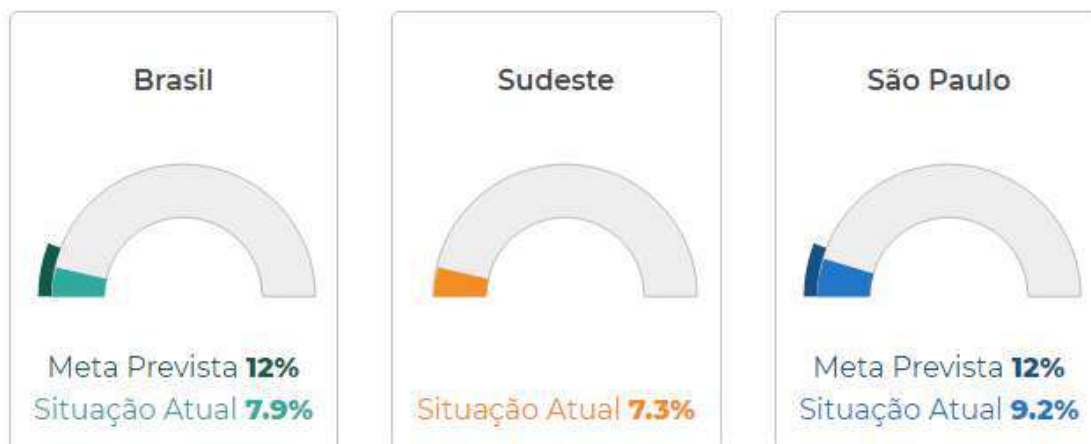 Brasil
Meta Prevista 12%
Situação Atual 7.9%
Sudeste
Situação Atual 7.3%
São Paulo
Meta Prevista 12%
Situação Atual 9.2%